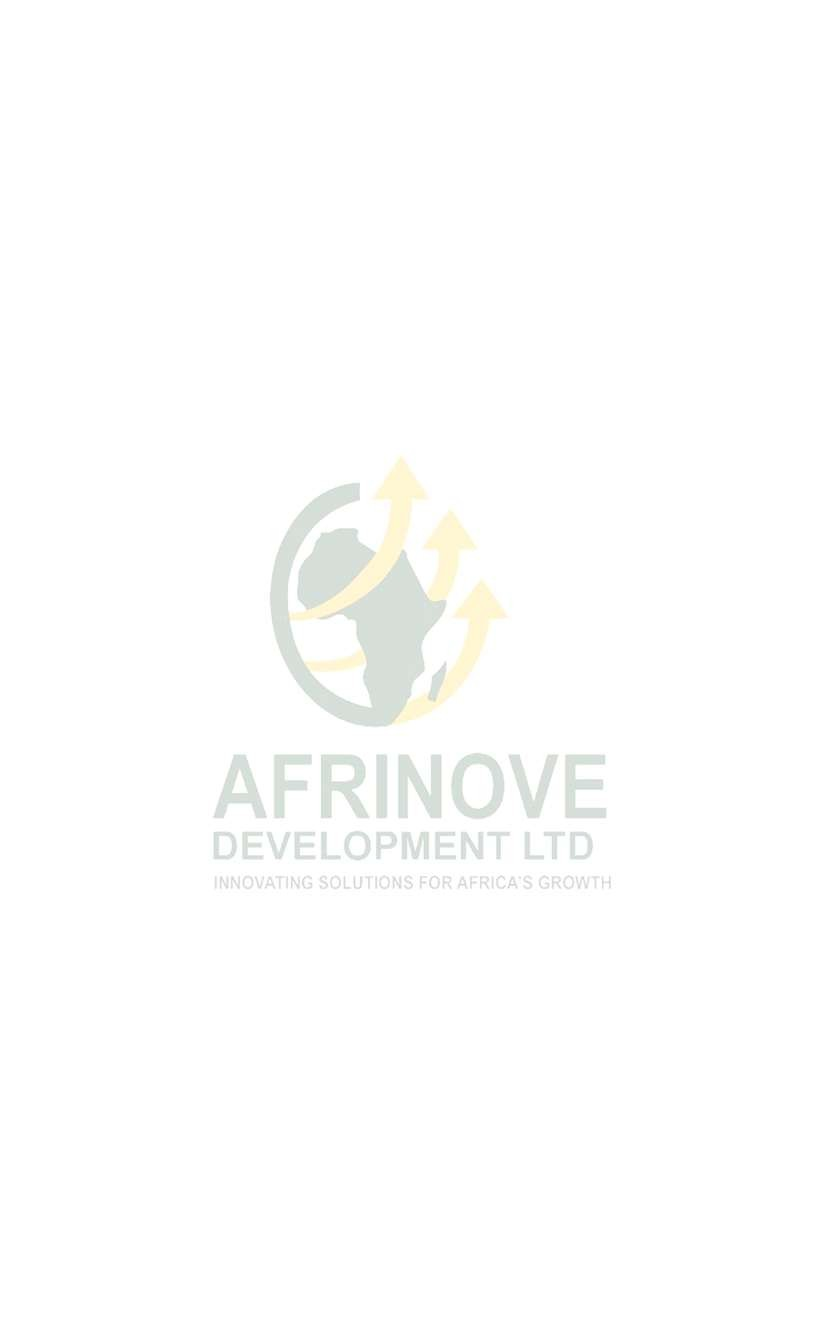 AFRINOVE
DEVELOPMENT LTD
INNOVATING SOLUTIONS FOR AFRICA'S GROWTH